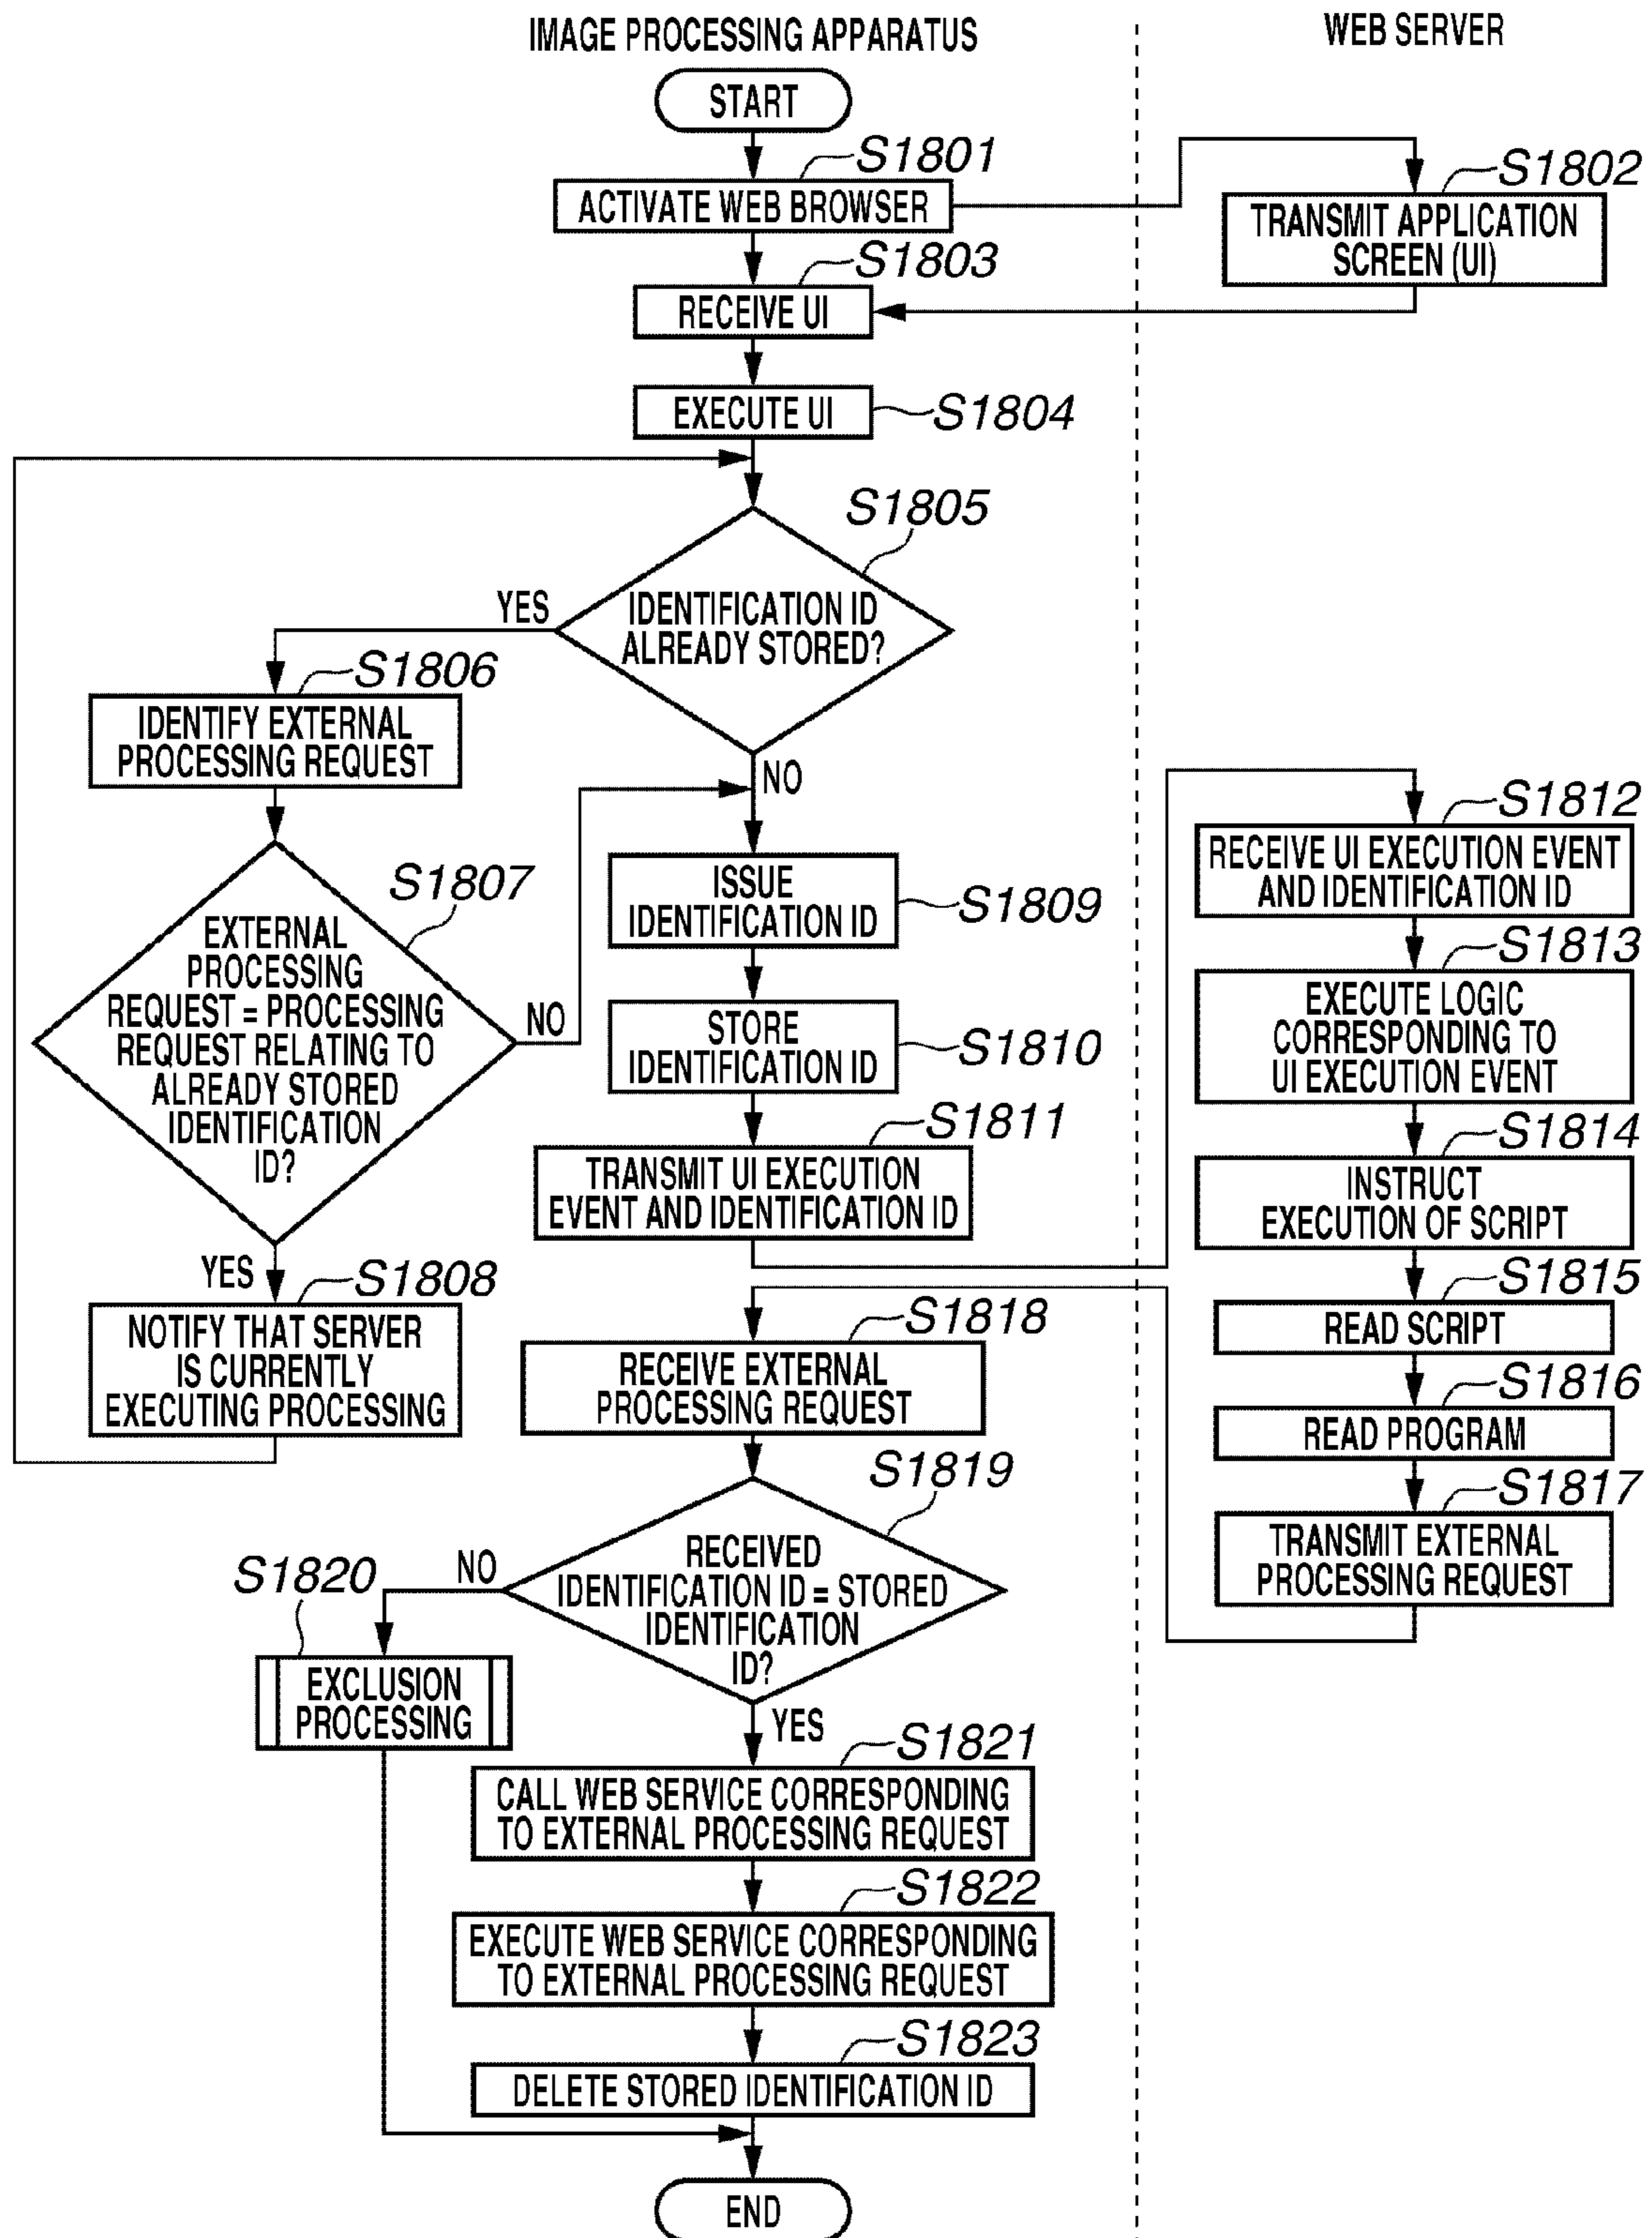 IMAGE PROCESSING APPARATUS
WEB SERVER
START
S1801
ACTIVATE WEB BROWSER
S1802
TRANSMIT APPLICATION
SCREEN (UI)
S1803
RECEIVE UI
EXECUTE UI
S1804
S1805
IDENTIFICATION ID
ALREADY STORED?
YES
NO
S1806
IDENTIFY EXTERNAL
PROCESSING REQUEST
S1807
EXTERNAL
PROCESSING
REQUEST = PROCESSING
REQUEST RELATING TO
ALREADY STORED
IDENTIFICATION
ID?
NO
YES
S1808
NOTIFY THAT SERVER
IS CURRENTLY
EXECUTING PROCESSING
ISSUE
IDENTIFICATION ID
S1809
STORE
IDENTIFICATION ID
S1810
S1811
TRANSMIT UI EXECUTION
EVENT AND IDENTIFICATION ID
S1812
RECEIVE UI EXECUTION EVENT
AND IDENTIFICATION ID
S1813
EXECUTE LOGIC
CORRESPONDING TO
UI EXECUTION EVENT
S1814
INSTRUCT
EXECUTION OF SCRIPT
S1815
READ SCRIPT
S1816
READ PROGRAM
S1817
TRANSMIT EXTERNAL
PROCESSING REQUEST
S1818
RECEIVE EXTERNAL
PROCESSING REQUEST
S1819
RECEIVED
IDENTIFICATION ID = STORED
IDENTIFICATION
ID?
NO
S1820
EXCLUSION
PROCESSING
YES
S1821
CALL WEB SERVICE CORRESPONDING
TO EXTERNAL PROCESSING REQUEST
S1822
EXECUTE WEB SERVICE CORRESPONDING
TO EXTERNAL PROCESSING REQUEST
S1823
DELETE STORED IDENTIFICATION ID
END